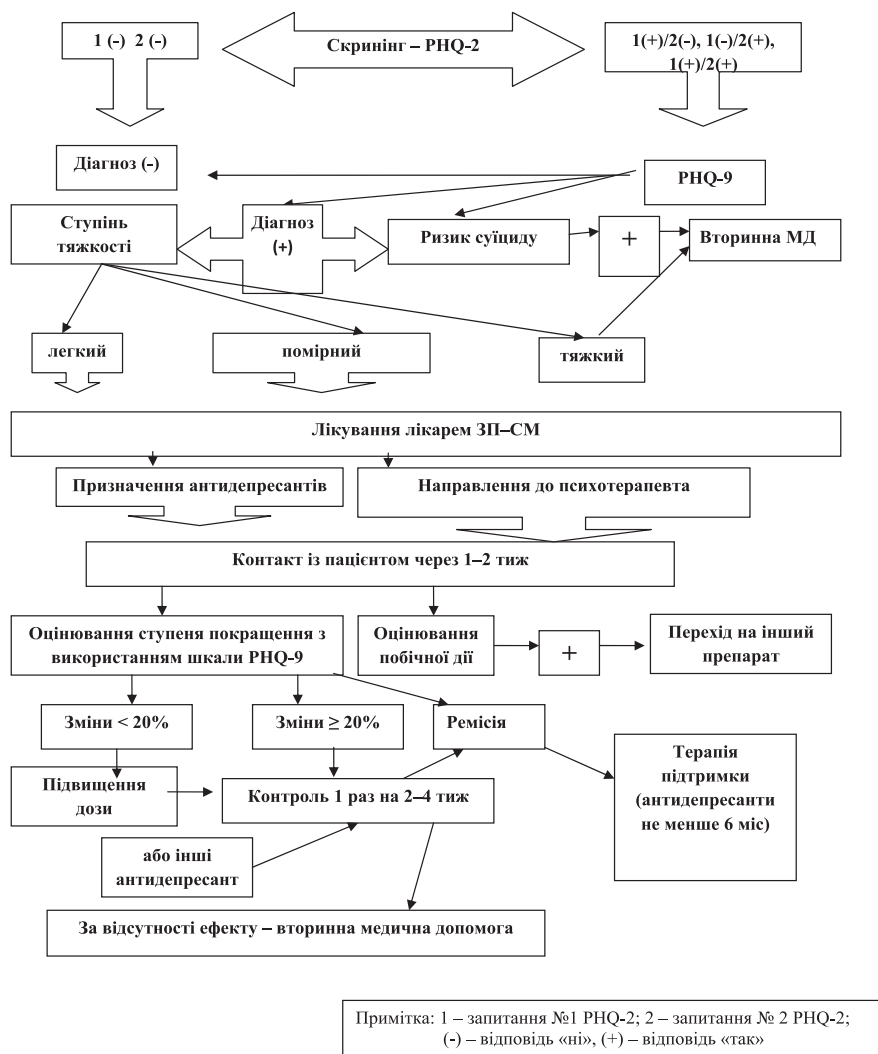 1 (-) 2 (-)
Скринінг – PHQ-2
1(+)/2(-), 1(-)/2(+),
1(+)/2(+)
Діагноз (-)
PHQ-9
Ступінь
тяжкості
Діагноз
(+)
Ризик суїциду
+
Вторинна МД
легкий
помірний
тяжкий
Лікування лікарем ЗП–СМ
Призначення антидепресантів
Направлення до психотерапевта
Контакт із пацієнтом через 1–2 тиж
Оцінювання ступеня покращення з
використанням шкали PHQ-9
Оцінювання
побічної дії
+
Перехід на інший
препарат
Зміни < 20%
Зміни ≥ 20%
Ремісія
Терапія
підтримки
(антидепресанти
не менше 6 міс)
Підвищення
дози
Контроль 1 раз на 2–4 тиж
або інші
антидепресант
За відсутності ефекту – вторинна медична допомога
Примітка: 1 – запитання №1 PHQ-2; 2 – запитання № 2 PHQ-2;
(-) – відповідь «ні», (+) – відповідь «так»